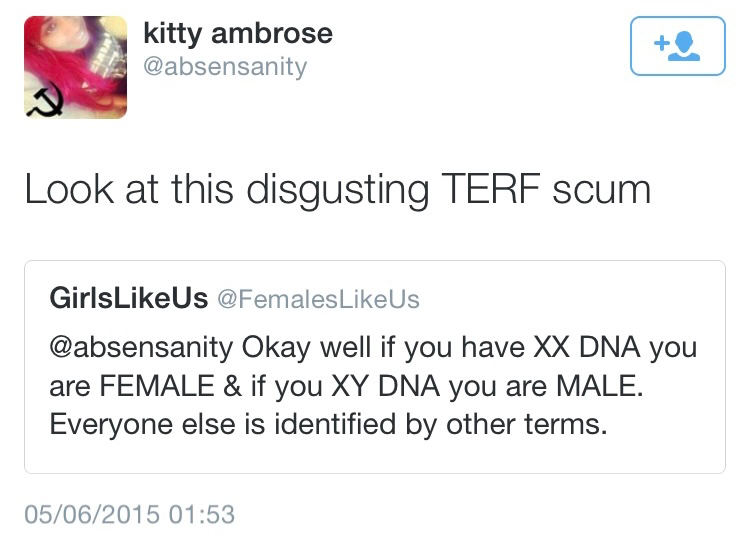 kitty ambrose
@absensanity
Look at this disgusting TERF scum
GirlsLikeUs @FemalesLikeUs
@absensanity Okay well if you have XX DNA you
are FEMALE & if you XY DNA you are MALE.
Everyone else is identified by other terms.
05/06/2015 01:53